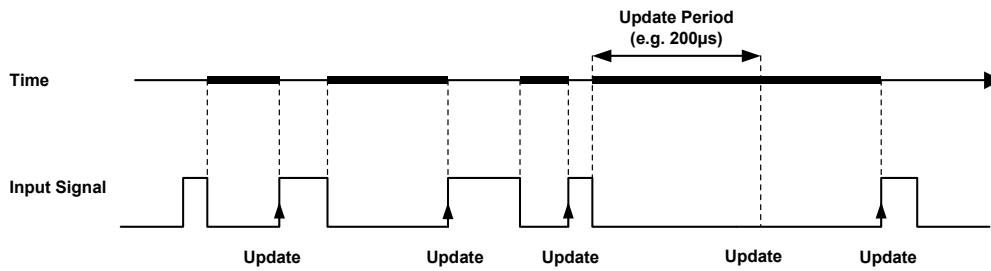 Update Period
(e.g. 200µs)
Time
Input Signal
Update
Update
Update
Update
Update